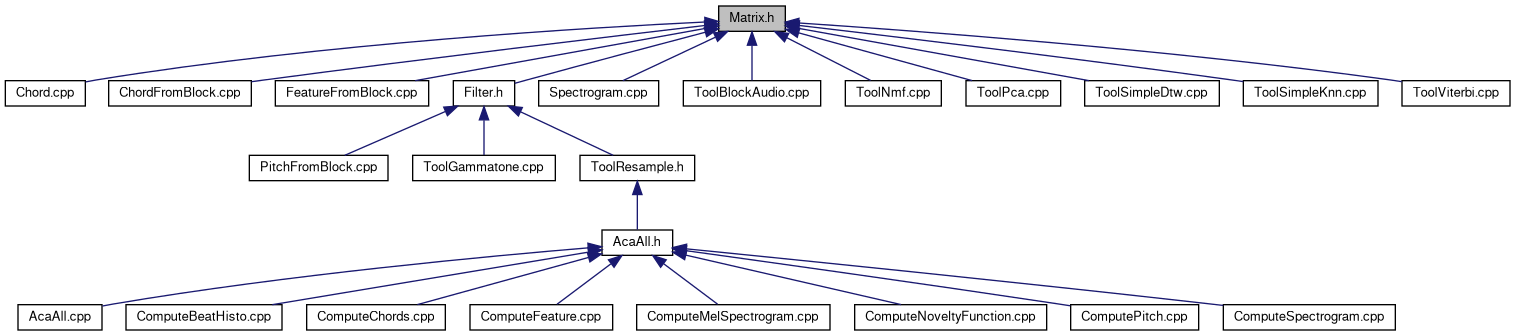 Matrix.h
Chord.cpp
ChordFromBlock.cpp
FeatureFromBlock.cpp
Filter.h
Spectrogram.cpp
ToolBlockAudio.cpp
ToolNmf.cpp
ToolPca.cpp
ToolSimpleDtw.cpp
ToolSimpleKnn.cpp
ToolViterbi.cpp
PitchFromBlock.cpp
ToolGammatone.cpp
ToolResample.h
AcaAll.h
AcaAll.cpp
ComputeBeatHisto.cpp
ComputeChords.cpp
ComputeFeature.cpp
ComputeMelSpectrogram.cpp
ComputeNoveltyFunction.cpp
ComputePitch.cpp
ComputeSpectrogram.cpp